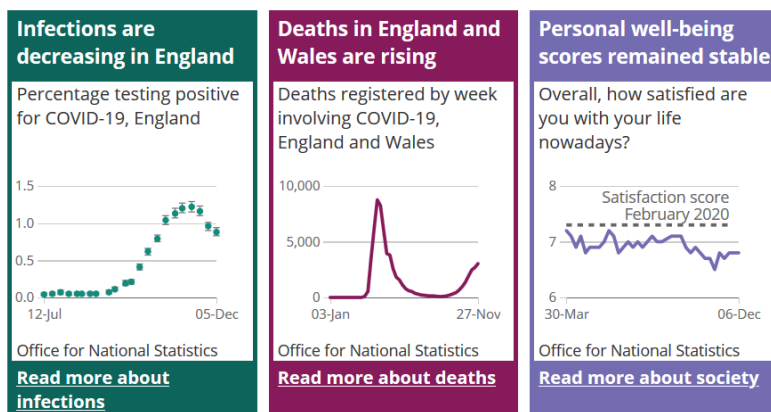 Infections are
decreasing in England
Percentage testing positive
for COVID-19, England
1.5
1.0
0.5
0.0
12-Jul
05-Dec
Office for National Statistics
Read more about
infections
Deaths in England and
Wales are rising
Deaths registered by week
involving COVID-19,
England and Wales
10,000
5,000
0
03-Jan
27-Nov
Office for National Statistics
Read more about deaths
Personal well-being
scores remained stable
Overall, how satisfied are
you with your life
nowadays?
8
Satisfaction score
February 2020
7
6
30-Mar
06-Dec
Office for National Statistics
Read more about society